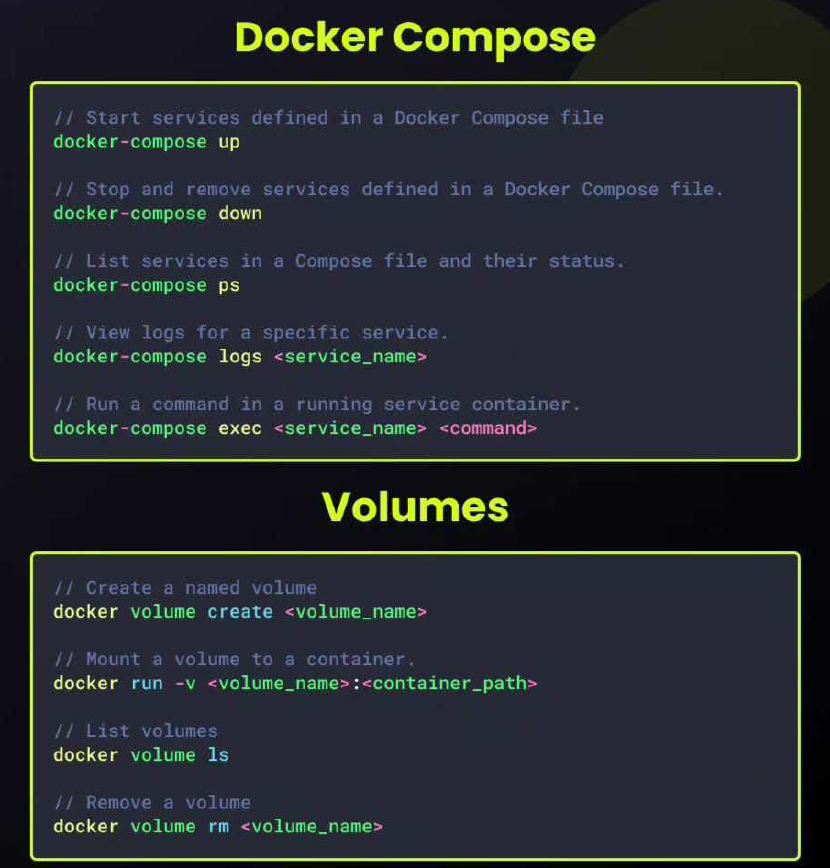 Docker Compose
// Start services defined in a Docker Compose file
docker-compose up
// Stop and remove services defined in a Docker Compose file.
docker-compose down
// List services in a Compose file and their status.
docker-compose ps
// View logs for a specific service.
docker-compose logs <service_name>
// Run a command in a running service container.
docker-compose exec <service_name> <command>
Volumes
// Create a named volume
docker volume create <volume_name>
// Mount a volume to a container.
docker run -v <volume_name>:<container_path>
// List volumes
docker volume ls
// Remove a volume
docker volume rm <volume_name>